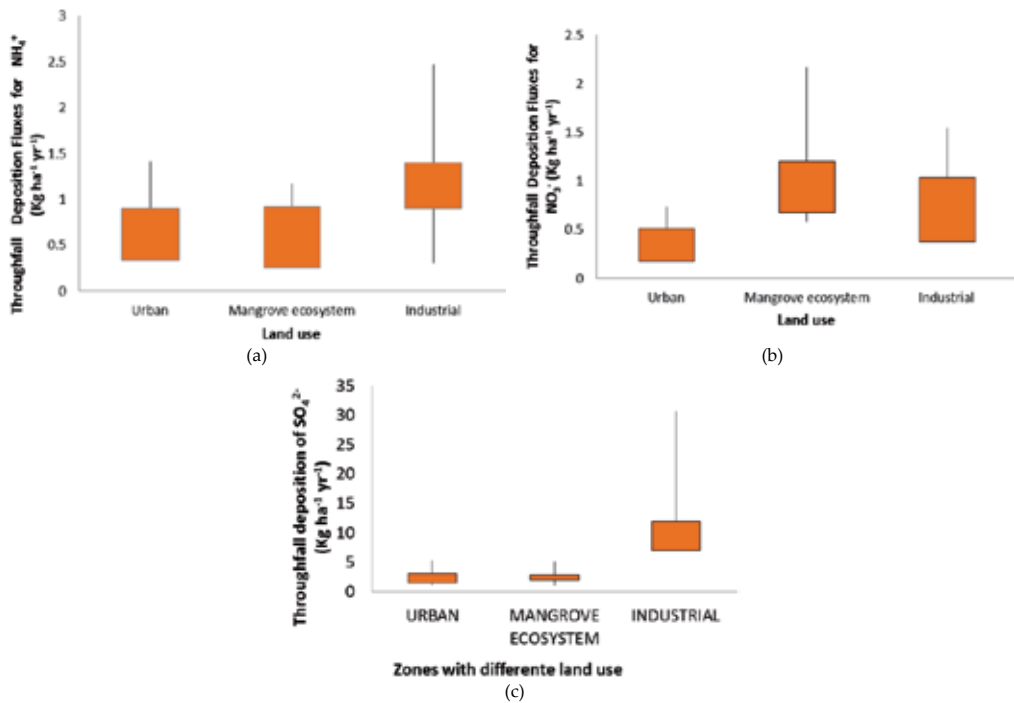 Throughfall Deposition Fluxes for NH₄⁺
(Kg ha⁻¹ yr⁻¹)
3
2.5
2
1.5
1
0.5
0
Urban
Mangrove ecosystem
Industrial
Land use
(a)
Throughfall Deposition Fluxes for
NO₃⁻ (Kg ha⁻¹ yr⁻¹)
2.5
2
1.5
1
0.5
0
Urban
Mangrove ecosystem
Industrial
Land use
(b)
Throughfall deposition of SO₄²⁻
(Kg ha⁻¹ yr⁻¹)
35
30
25
20
15
10
5
0
URBAN
MANGROVE
ECOSYSTEM
INDUSTRIAL
Zones with differente land use
(c)